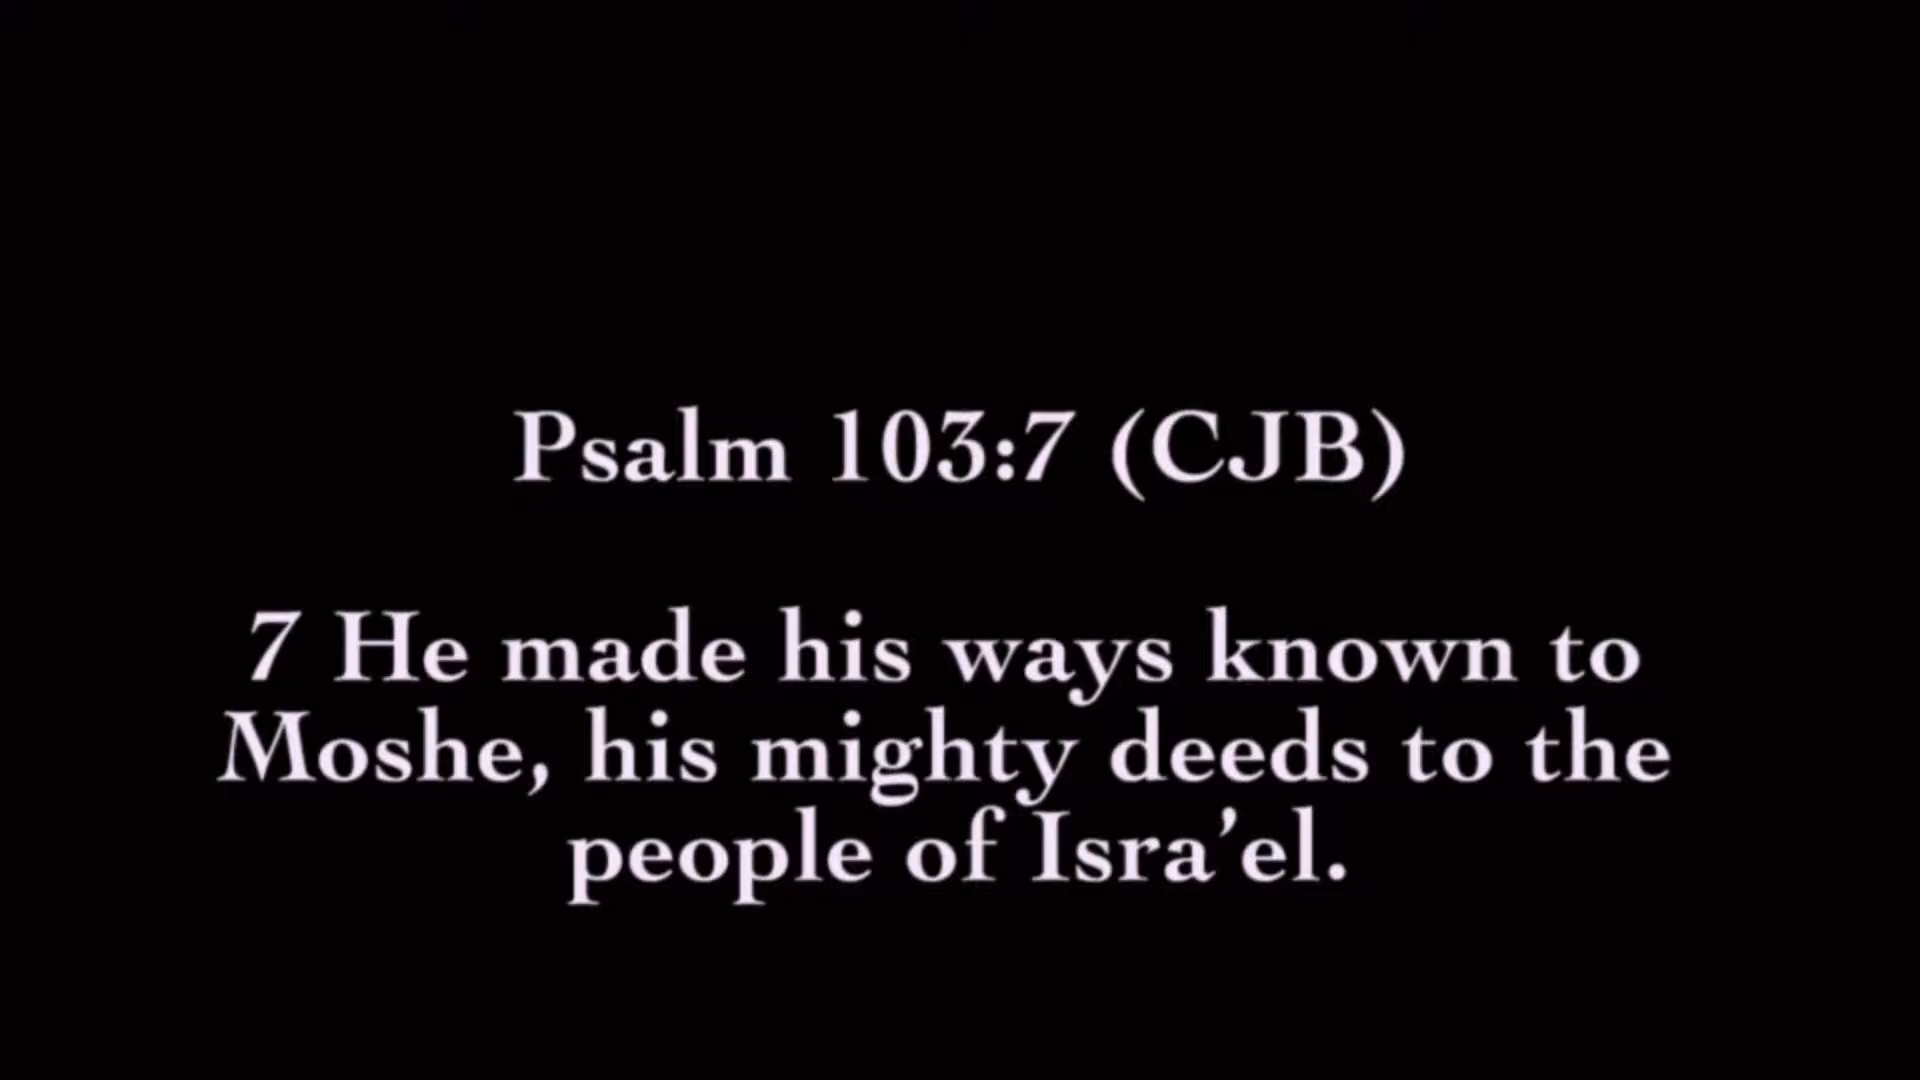 Psalm 103:7 (CJB)
7 He made his ways known to
Moshe, his mighty deeds to the
people of Isra’el.